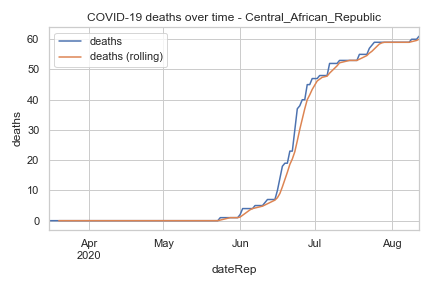 COVID-19 deaths over time - Central_African_Republic
deaths
deaths (rolling)
60
50
40
30
20
10
0
deaths
Apr
2020
May
Jun
Jul
Aug
dateRep